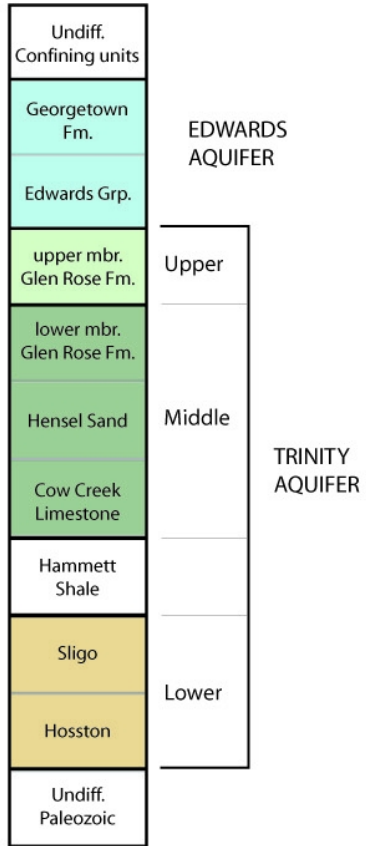 Undiff.
Confining units
Georgetown
Fm.
EDWARDS
AQUIFER
Edwards Grp.
upper mbr.
Glen Rose Fm.
Upper
lower mbr.
Glen Rose Fm.
Hensel Sand
Middle
Cow Creek
Limestone
TRINITY
AQUIFER
Hammett
Shale
Sligo
Lower
Hosston
Undiff.
Paleozoic